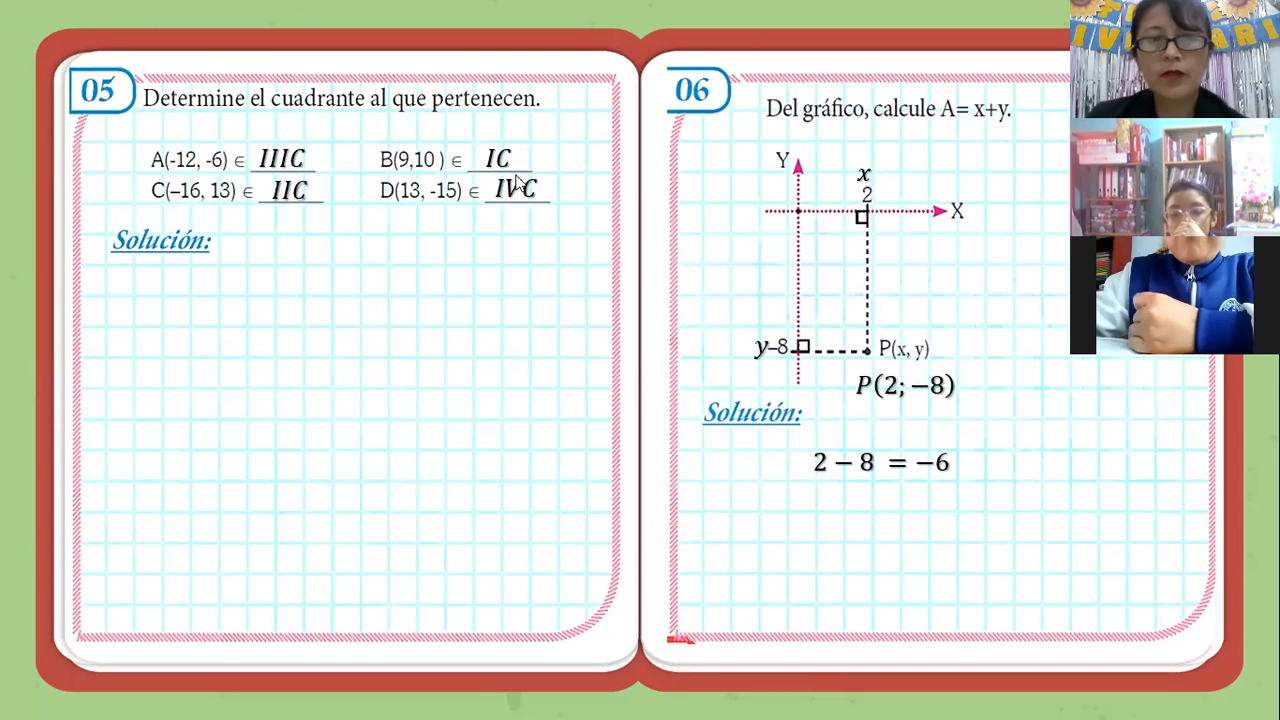 05
Determine el cuadrante al que pertenecen.
A(-12, -6) ∈ IIIC
B(9,10 ) ∈ IC
C(–16, 13) ∈ IIC
D(13, -15) ∈ IVC
Solución:
06
Del gráfico, calcule A= x+y.
Y
x
2
X
y–8
P(x, y)
P(2; −8)
Solución:
2 − 8 = −6